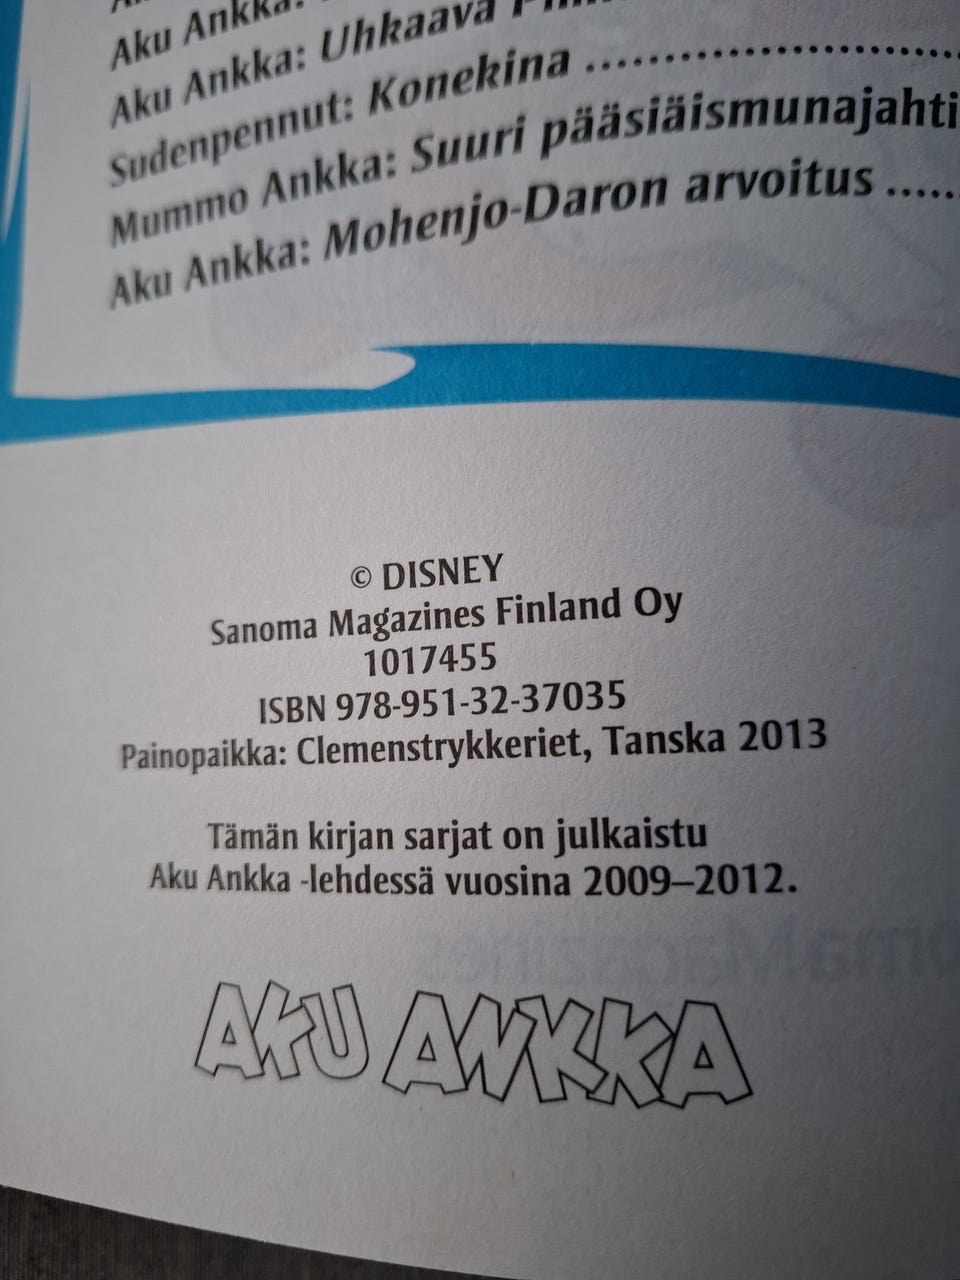 Aku Ankka:
Aku Ankka: Uhkaava
Sudenpennut: Konekina ..............................
Mummo Ankka: Suuri pääsiäismunajahti
Aku Ankka: Mohenjo-Daron arvoitus .....
© DISNEY
Sanoma Magazines Finland Oy
1017455
ISBN 978-951-32-37035
Painopaikka: Clemenstrykkeriet, Tanska 2013
Tämän kirjan sarjat on julkaistu
Aku Ankka -lehdessä vuosina 2009–2012.
AKU ANKKA